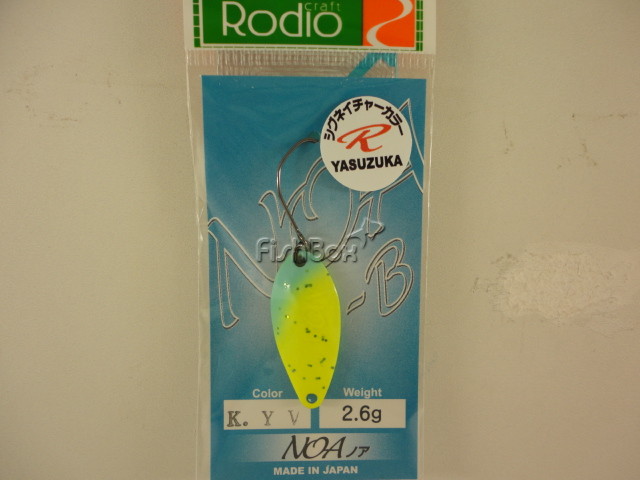 craft
Rodio
シグネイチャーカラー
R
YASUZUKA
NOA
-B
FishBox
Color
Weight
K. Y V
2.6g
NOA ノア
MADE IN JAPAN